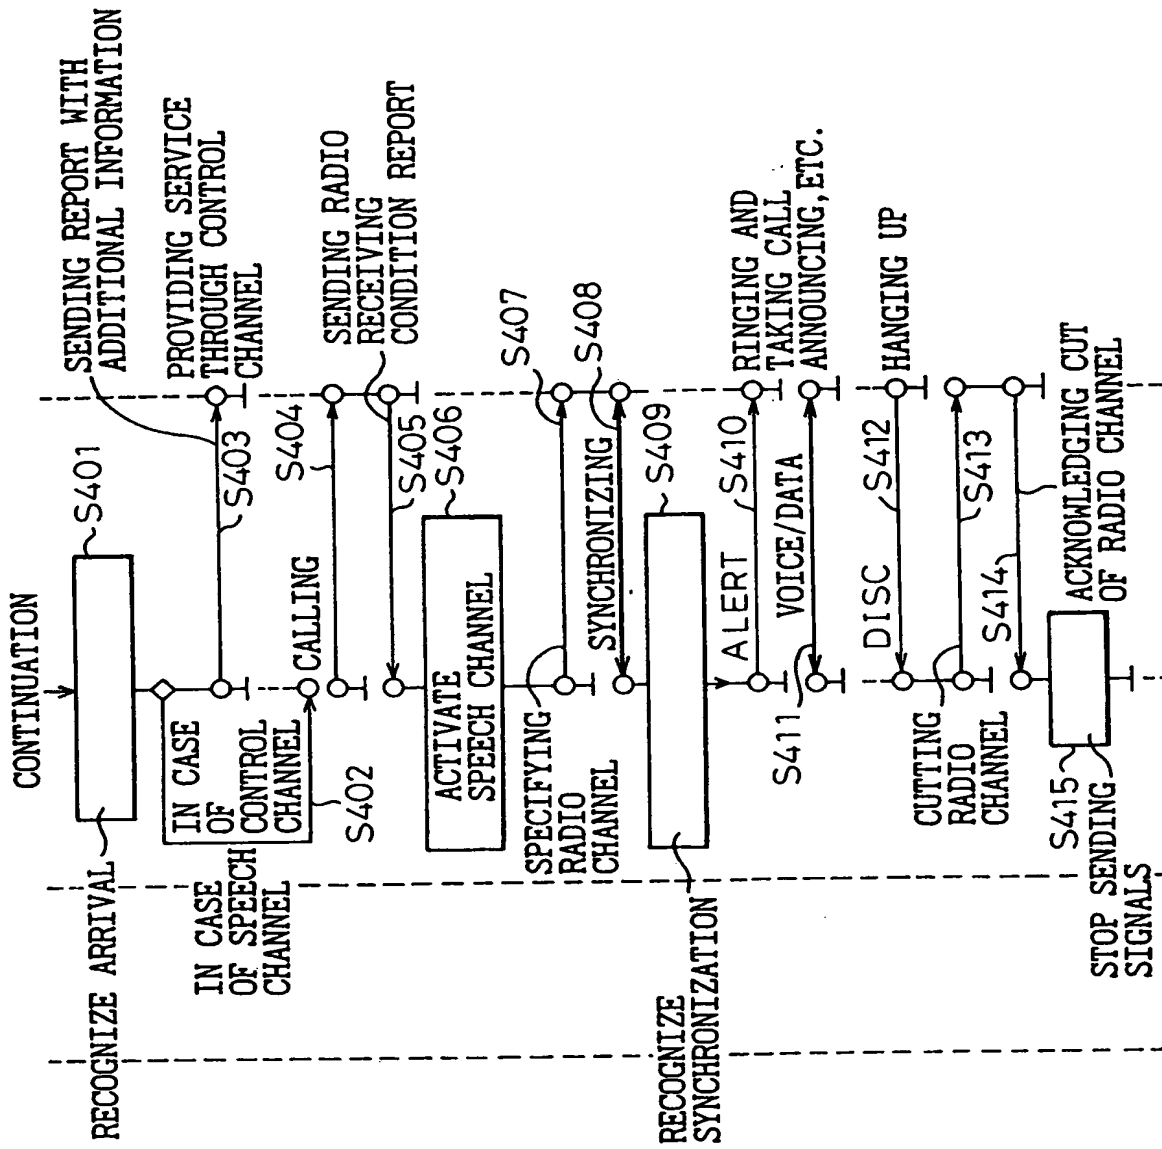 CONTINUATION
S401
RECOGNIZE ARRIVAL
SENDING REPORT WITH
ADDITIONAL INFORMATION
IN CASE
OF
CONTROL
CHANNEL
IN CASE
OF SPEECH
CHANNEL
S403
PROVIDING SERVICE
THROUGH CONTROL
CHANNEL
S402
CALLING
S404
SENDING RADIO
RECEIVING
CONDITION REPORT
S405
S406
ACTIVATE
SPEECH CHANNEL
SPECIFYING
RADIO
CHANNEL
S407
SYNCHRONIZING
S408
S409
RECOGNIZE
SYNCHRONIZATION
ALERT
S410
RINGING AND
TAKING CALL
S411
VOICE/DATA
ANNOUNCING,ETC.
DISC
S412
HANGING UP
CUTTING
RADIO
CHANNEL
S413
S414
ACKNOWLEDGING CUT
OF RADIO CHANNEL
S415
STOP SENDING
SIGNALS